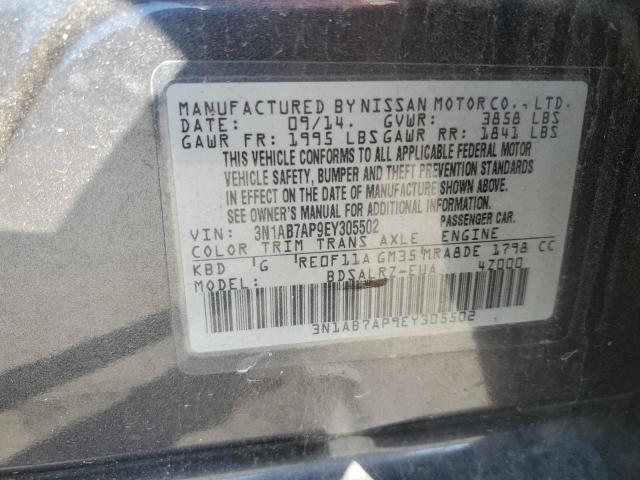 MANUFACTURED BY NISSAN MOTOR CO., LTD.
DATE: 09/14. GVWR: 3858 LBS
GAWR FR: 1995 LBS GAWR RR: 1841 LBS
THIS VEHICLE CONFORMS TO ALL APPLICABLE FEDERAL MOTOR
VEHICLE SAFETY, BUMPER AND THEFT PREVENTION STANDARDS
IN EFFECT ON THE DATE OF MANUFACTURE SHOWN ABOVE.
SEE OWNER'S MANUAL FOR ADDITIONAL INFORMATION.
VIN: 3N1AB7AP9EY305502 PASSENGER CAR.
COLOR TRIM TRANS AXLE ENGINE
KBD G RE0F11A GM35 MRA8DE 1798 CC
MODEL: BDSALRZ-EUA 4Z000
3N1AB7AP9EY305502